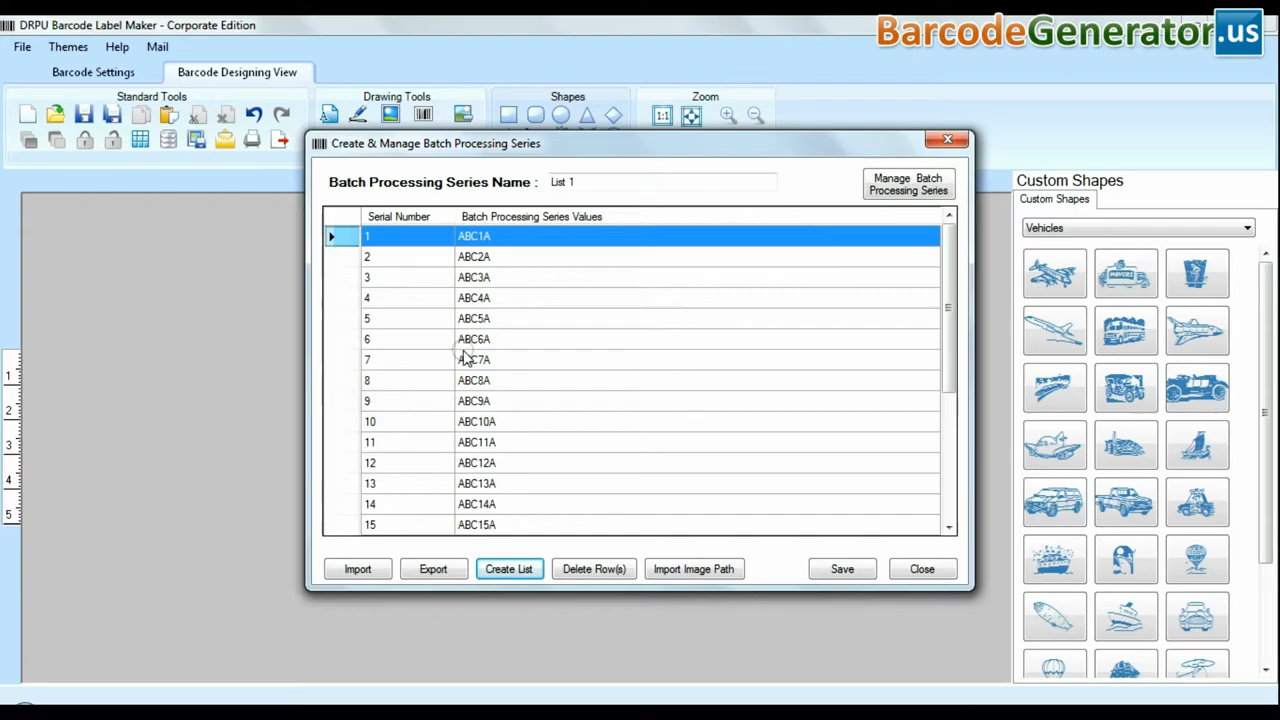 DRPU Barcode Label Maker - Corporate Edition
BarcodeGenerator.us
File Themes Help Mail
Barcode Settings Barcode Designing View
Standard Tools Drawing Tools Shapes Zoom
1:1
Create & Manage Batch Processing Series
Batch Processing Series Name : List 1
Manage Batch
Processing Series
Serial Number Batch Processing Series Values
1 ABC1A
2 ABC2A
3 ABC3A
4 ABC4A
5 ABC5A
6 ABC6A
7 ABC7A
8 ABC8A
9 ABC9A
10 ABC10A
11 ABC11A
12 ABC12A
13 ABC13A
14 ABC14A
15 ABC15A
Import Export Create List Delete Row(s) Import Image Path Save Close
Custom Shapes
Custom Shapes
Vehicles
MOVERS
1
2
3
4
5